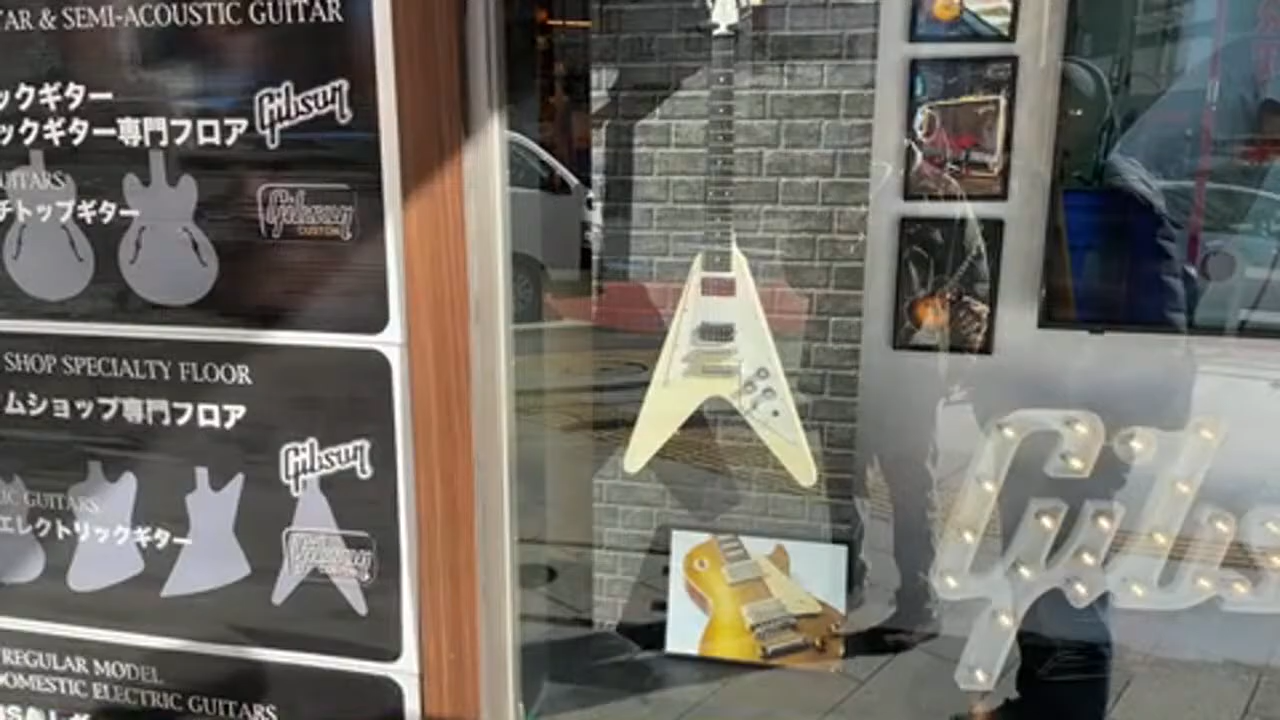 TAR & SEMI-ACOUSTIC GUITAR
ックギター
ックギター専門フロア
Gibson
UITARS
チトップギター
Gibson
CUSTOM
SHOP SPECIALTY FLOOR
ムショップ専門フロア
Gibson
IC GUITARS
エレクトリックギター
REGULAR MODEL
DOMESTIC ELECTRIC GUITARS
Gibs